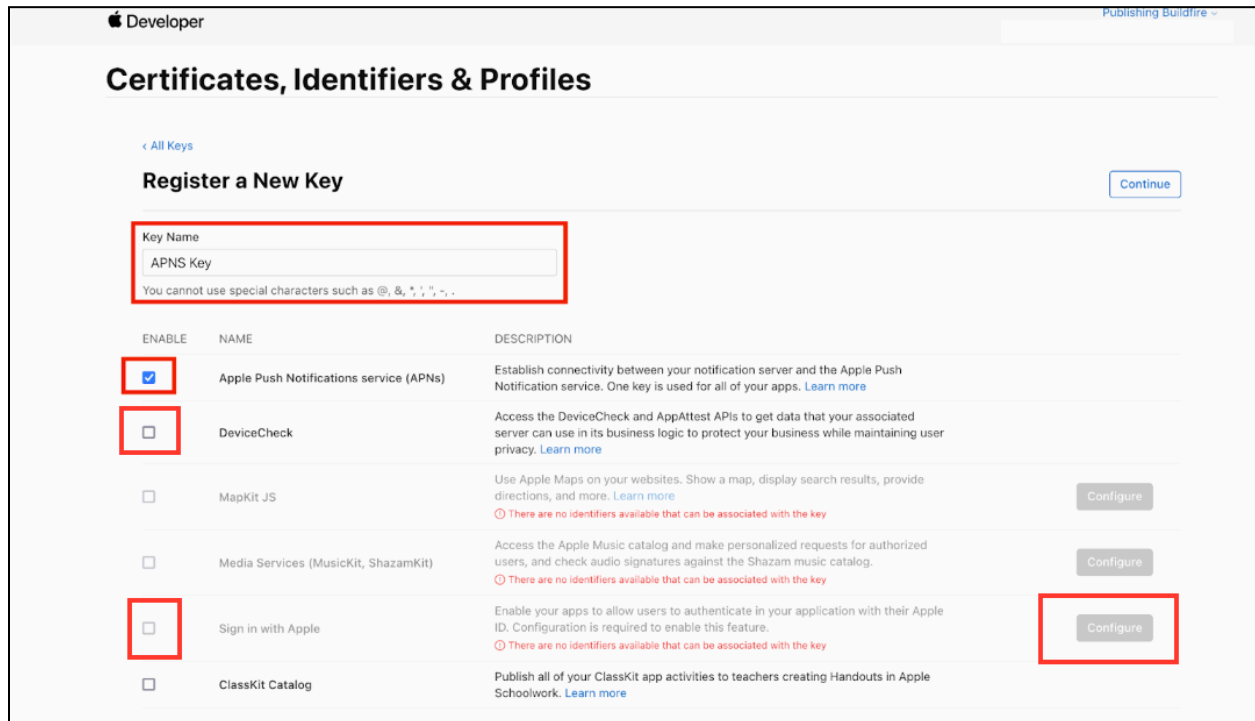 Developer
Publishing Buildfire
Certificates, Identifiers & Profiles
< All Keys
Register a New Key
Continue
Key Name
APNS Key
You cannot use special characters such as @, &, *, ', ", -, .
ENABLE NAME DESCRIPTION
Apple Push Notifications service (APNs)
Establish connectivity between your notification server and the Apple Push
Notification service. One key is used for all of your apps. Learn more
DeviceCheck
Access the DeviceCheck and AppAttest APIs to get data that your associated
server can use in its business logic to protect your business while maintaining user
privacy. Learn more
MapKit JS
Use Apple Maps on your websites. Show a map, display search results, provide
directions, and more. Learn more
There are no identifiers available that can be associated with the key
Configure
Media Services (MusicKit, ShazamKit)
Access the Apple Music catalog and make personalized requests for authorized
users, and check audio signatures against the Shazam music catalog.
There are no identifiers available that can be associated with the key
Configure
Sign in with Apple
Enable your apps to allow users to authenticate in your application with their Apple
ID. Configuration is required to enable this feature.
There are no identifiers available that can be associated with the key
Configure
ClassKit Catalog
Publish all of your ClassKit app activities to teachers creating Handouts in Apple
Schoolwork. Learn more